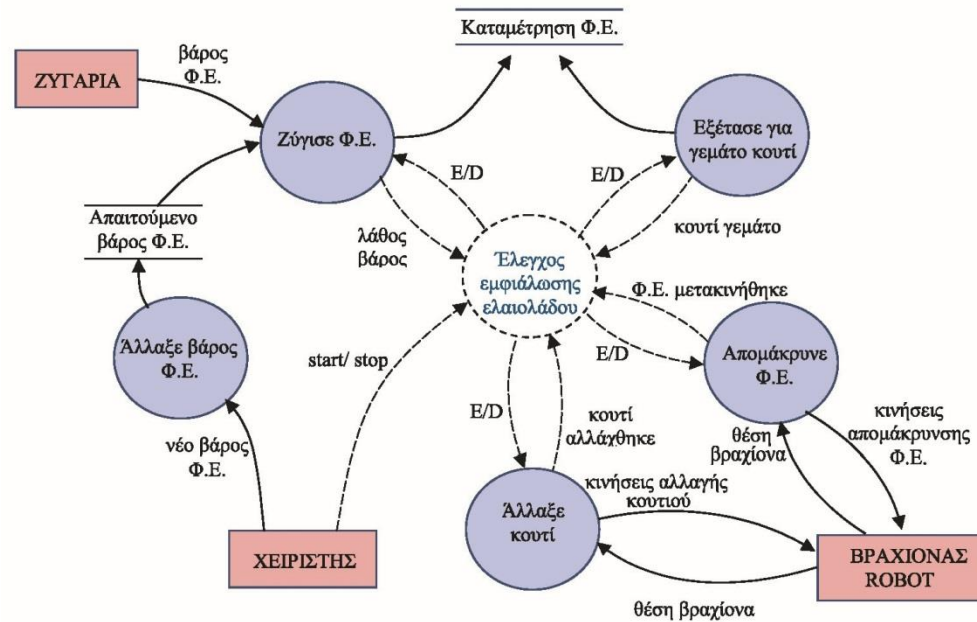 Καταμέτρηση Φ.Ε.
ΖΥΓΑΡΙΑ
βάρος
Φ.Ε.
Ζύγισε Φ.Ε.
Εξέτασε για
γεμάτο κουτί
E/D
E/D
Απαιτούμενο
βάρος Φ.Ε.
λάθος
βάρος
κουτί γεμάτο
Έλεγχος
εμφιάλωσης
ελαιολάδου
Φ.Ε. μετακινήθηκε
Άλλαξε βάρος
Φ.Ε.
start/ stop
E/D
Απομάκρυνε
Φ.Ε.
E/D
κουτί
αλλάχθηκε
νέο βάρος
Φ.Ε.
θέση
βραχίονα
κινήσεις
απομάκρυνσης
Φ.Ε.
κινήσεις αλλαγής
κουτιού
Άλλαξε
κουτί
ΧΕΙΡΙΣΤΗΣ
ΒΡΑΧΙΟΝΑΣ
ROBOT
θέση βραχίονα